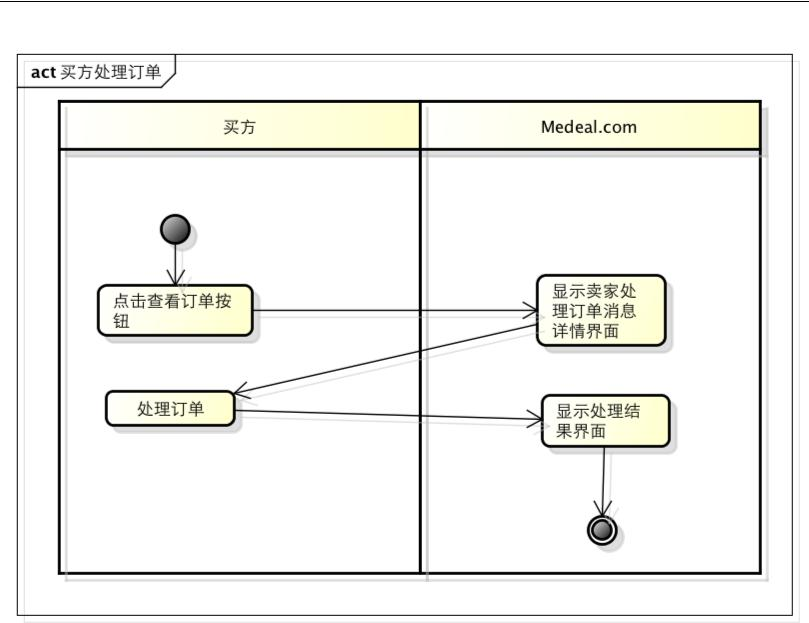 act 买方处理订单
买方
Medeal.com
点击查看订单按
钮
显示卖家处
理订单消息
详情界面
处理订单
显示处理结
果界面